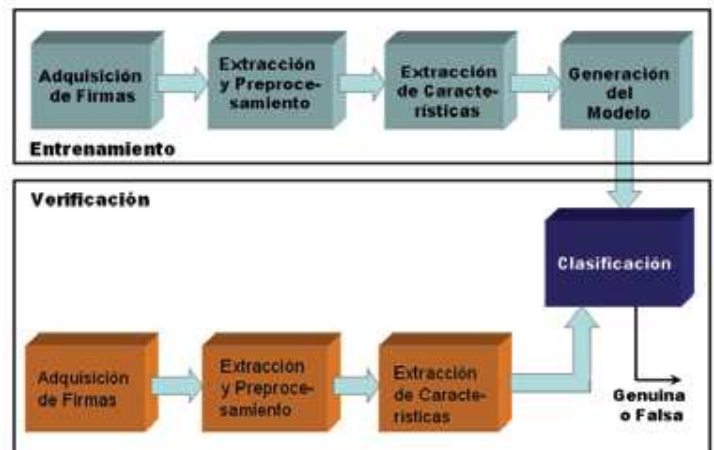 Adquisición
de Firmas
Extracción
y Preproce-
samiento
Extracción
de Caracte-
rísticas
Generación
del
Modelo
Entrenamiento
Verificación
Clasificación
Adquisición
de Firmas
Extracción
y Preproce-
samiento
Extracción
de Caracte-
rísticas
Genuina
o Falsa